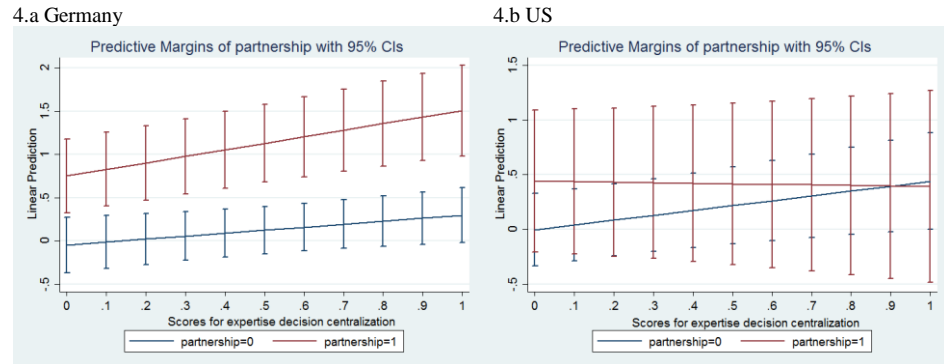 4.a Germany
4.b US
Predictive Margins of partnership with 95% CIs
Linear Prediction
2
1.5
1
.5
0
-.5
0 .1 .2 .3 .4 .5 .6 .7 .8 .9 1
Scores for expertise decision centralization
partnership=0 partnership=1
Predictive Margins of partnership with 95% CIs
Linear Prediction
1.5
1
.5
0
-.5
0 .1 .2 .3 .4 .5 .6 .7 .8 .9 1
Scores for expertise decision centralization
partnership=0 partnership=1